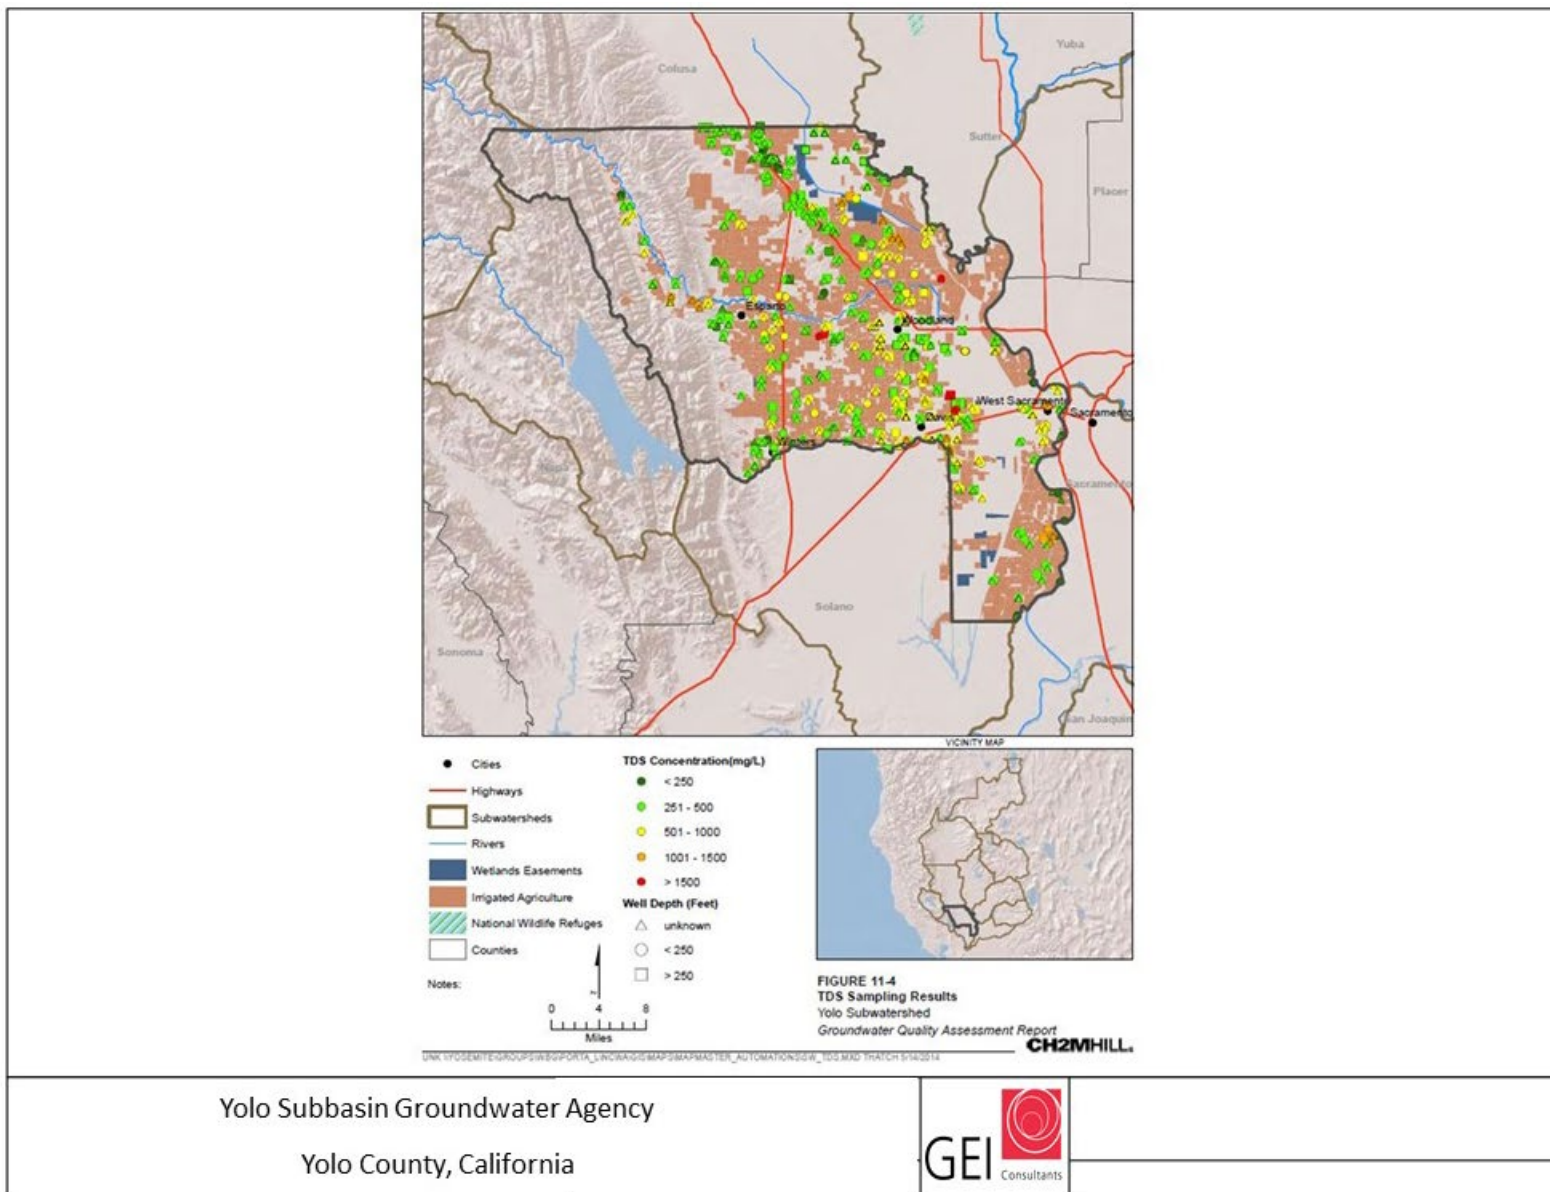 Colusa
Yuba
Sutter
Placer
Esparto
Woodland
West Sacramento
Sacramento
Davis
Winters
Napa
Sacramento
Solano
Sonoma
San Joaquin
VICINITY MAP
Cities
Highways
Subwatersheds
Rivers
Wetlands Easements
Irrigated Agriculture
National Wildlife Refuges
Counties
Notes:
TDS Concentration(mg/L)
< 250
251 - 500
501 - 1000
1001 - 1500
> 1500
Well Depth (Feet)
unknown
< 250
> 250
0 4 8
Miles
FIGURE 11-4
TDS Sampling Results
Yolo Subwatershed
Groundwater Quality Assessment Report
CH2MHILL.
Yolo Subbasin Groundwater Agency
Yolo County, California
GEI
Consultants